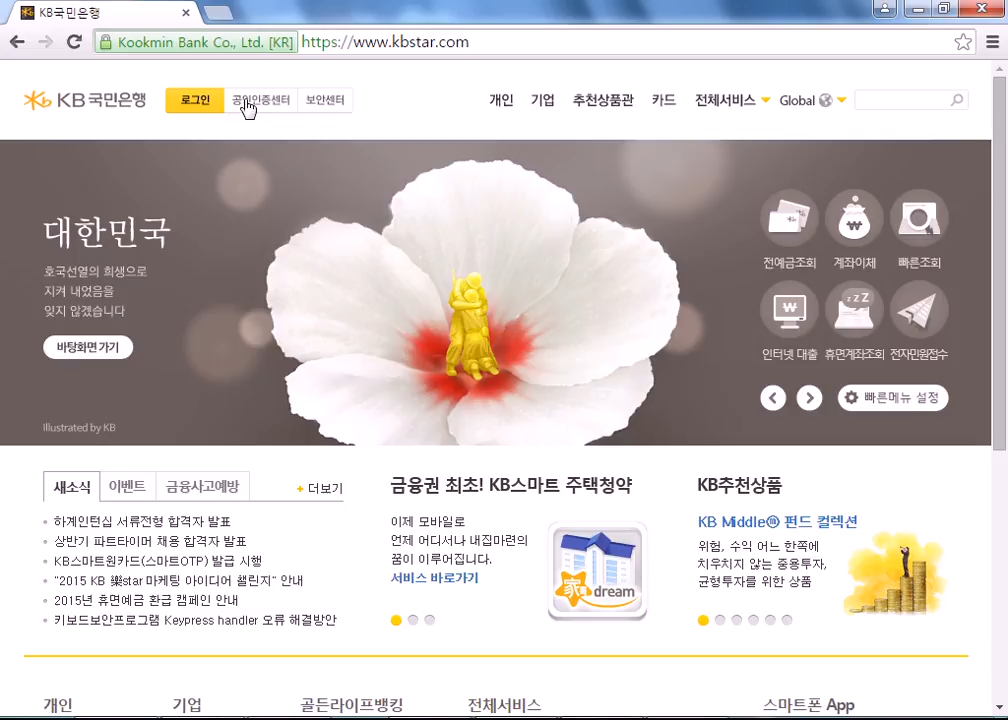 KB국민은행
Kookmin Bank Co., Ltd. [KR] https://www.kbstar.com
KB국민은행
로그인 공인인증센터 보안센터
개인 기업 추천상품관 카드 전체서비스 Global
대한민국
호국선열의 희생으로
지켜 내었음을
잊지 않겠습니다
바탕화면 가기
Illustrated by KB
전예금조회 계좌이체 빠른조회
zzZ
인터넷 대출 휴면계좌조회 전자민원접수
빠른메뉴 설정
새소식 이벤트 금융사고예방 + 더보기
하계인턴십 서류전형 합격자 발표
상반기 파트타이머 채용 합격자 발표
KB스마트원카드(스마트OTP) 발급 시행
"2015 KB 樂star 마케팅 아이디어 챌린지" 안내
2015년 휴면예금 환급 캠페인 안내
키보드보안프로그램 Keypress handler 오류 해결방안
금융권 최초! KB스마트 주택청약
이제 모바일로
언제 어디서나 내집마련의
꿈이 이루어집니다.
서비스 바로가기
家 dream
KB추천상품
KB Middle® 펀드 컬렉션
위험, 수익 어느 한쪽에
치우치지 않는 중용투자,
균형투자를 위한 상품
개인 기업 골든라이프뱅킹 전체서비스 스마트폰 App